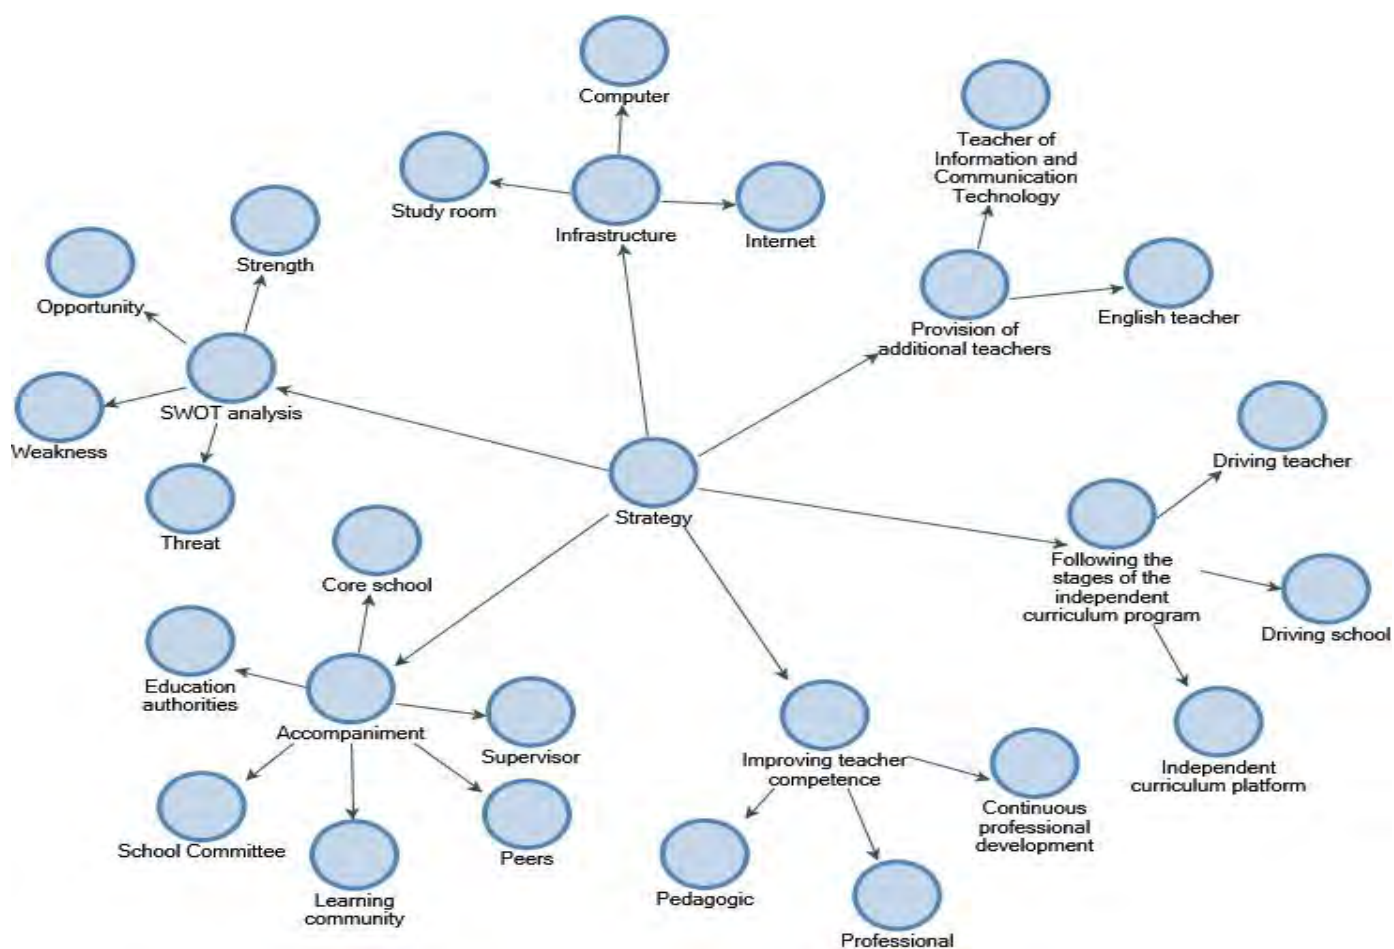 Computer
Teacher of
Information and
Communication
Technology
Study room
Infrastructure
Internet
Strength
Opportunity
English teacher
Provision of
additional teachers
SWOT analysis
Weakness
Driving teacher
Strategy
Threat
Core school
Following the
stages of the
independent
curriculum program
Driving school
Education
authorities
Accompaniment
Supervisor
Improving teacher
competence
Independent
curriculum platform
Continuous
professional
development
School Committee
Peers
Learning
community
Pedagogic
Professional